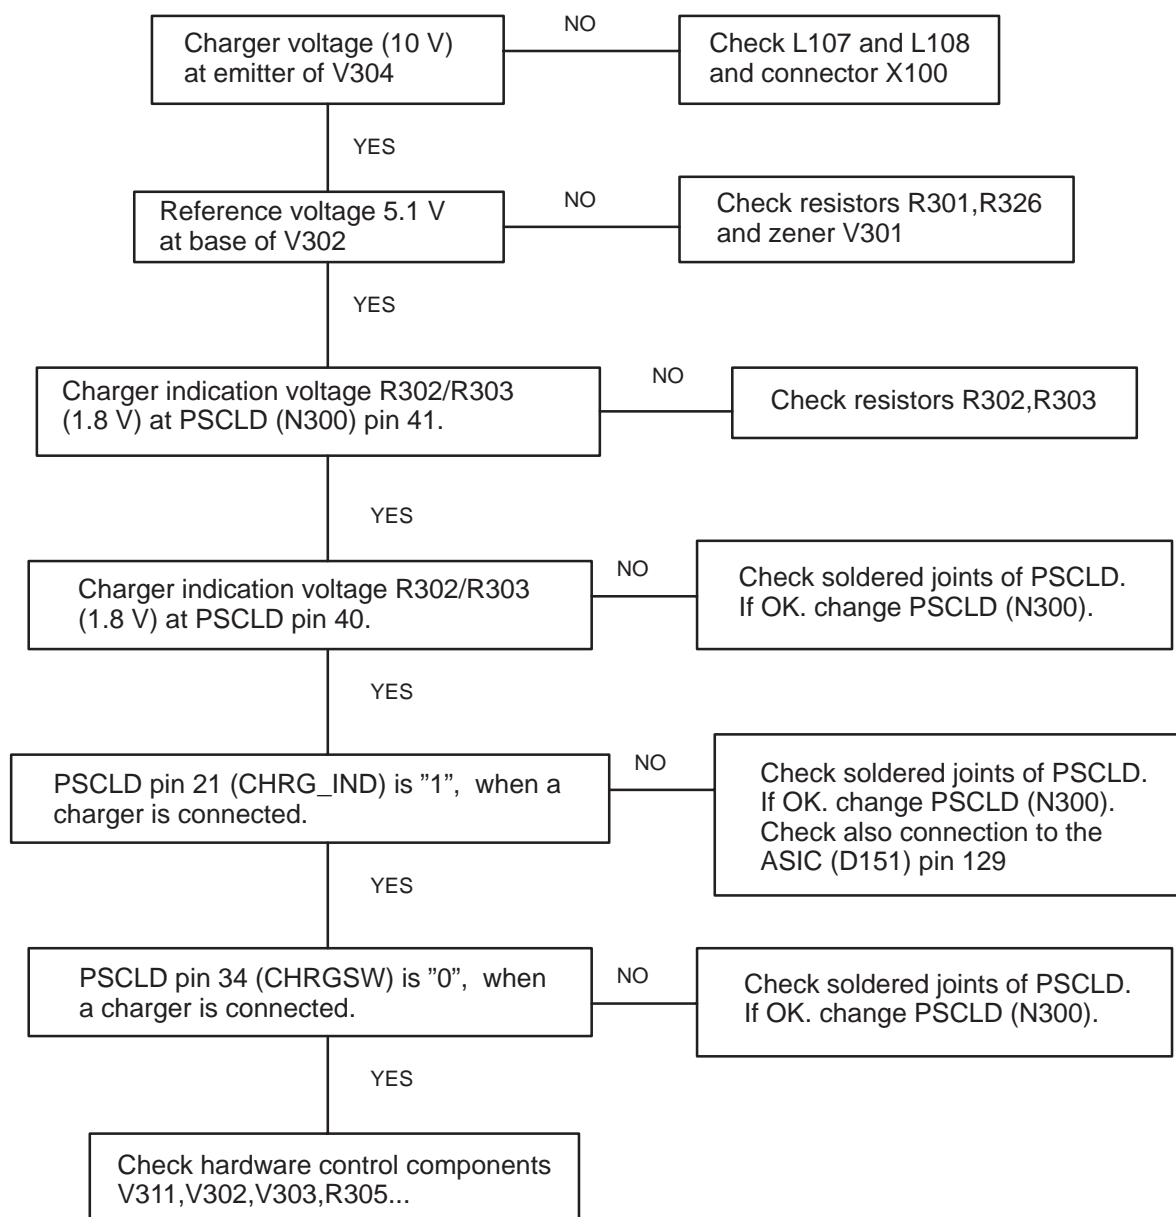 Charger voltage (10 V)
at emitter of V304
NO
Check L107 and L108
and connector X100
YES
Reference voltage 5.1 V
at base of V302
NO
Check resistors R301,R326
and zener V301
YES
Charger indication voltage R302/R303
(1.8 V) at PSCLD (N300) pin 41.
NO
Check resistors R302,R303
YES
Charger indication voltage R302/R303
(1.8 V) at PSCLD pin 40.
NO
Check soldered joints of PSCLD.
If OK. change PSCLD (N300).
YES
PSCLD pin 21 (CHRG_IND) is ”1”, when a
charger is connected.
NO
Check soldered joints of PSCLD.
If OK. change PSCLD (N300).
Check also connection to the
ASIC (D151) pin 129
YES
PSCLD pin 34 (CHRGSW) is ”0”, when
a charger is connected.
NO
Check soldered joints of PSCLD.
If OK. change PSCLD (N300).
YES
Check hardware control components
V311,V302,V303,R305...